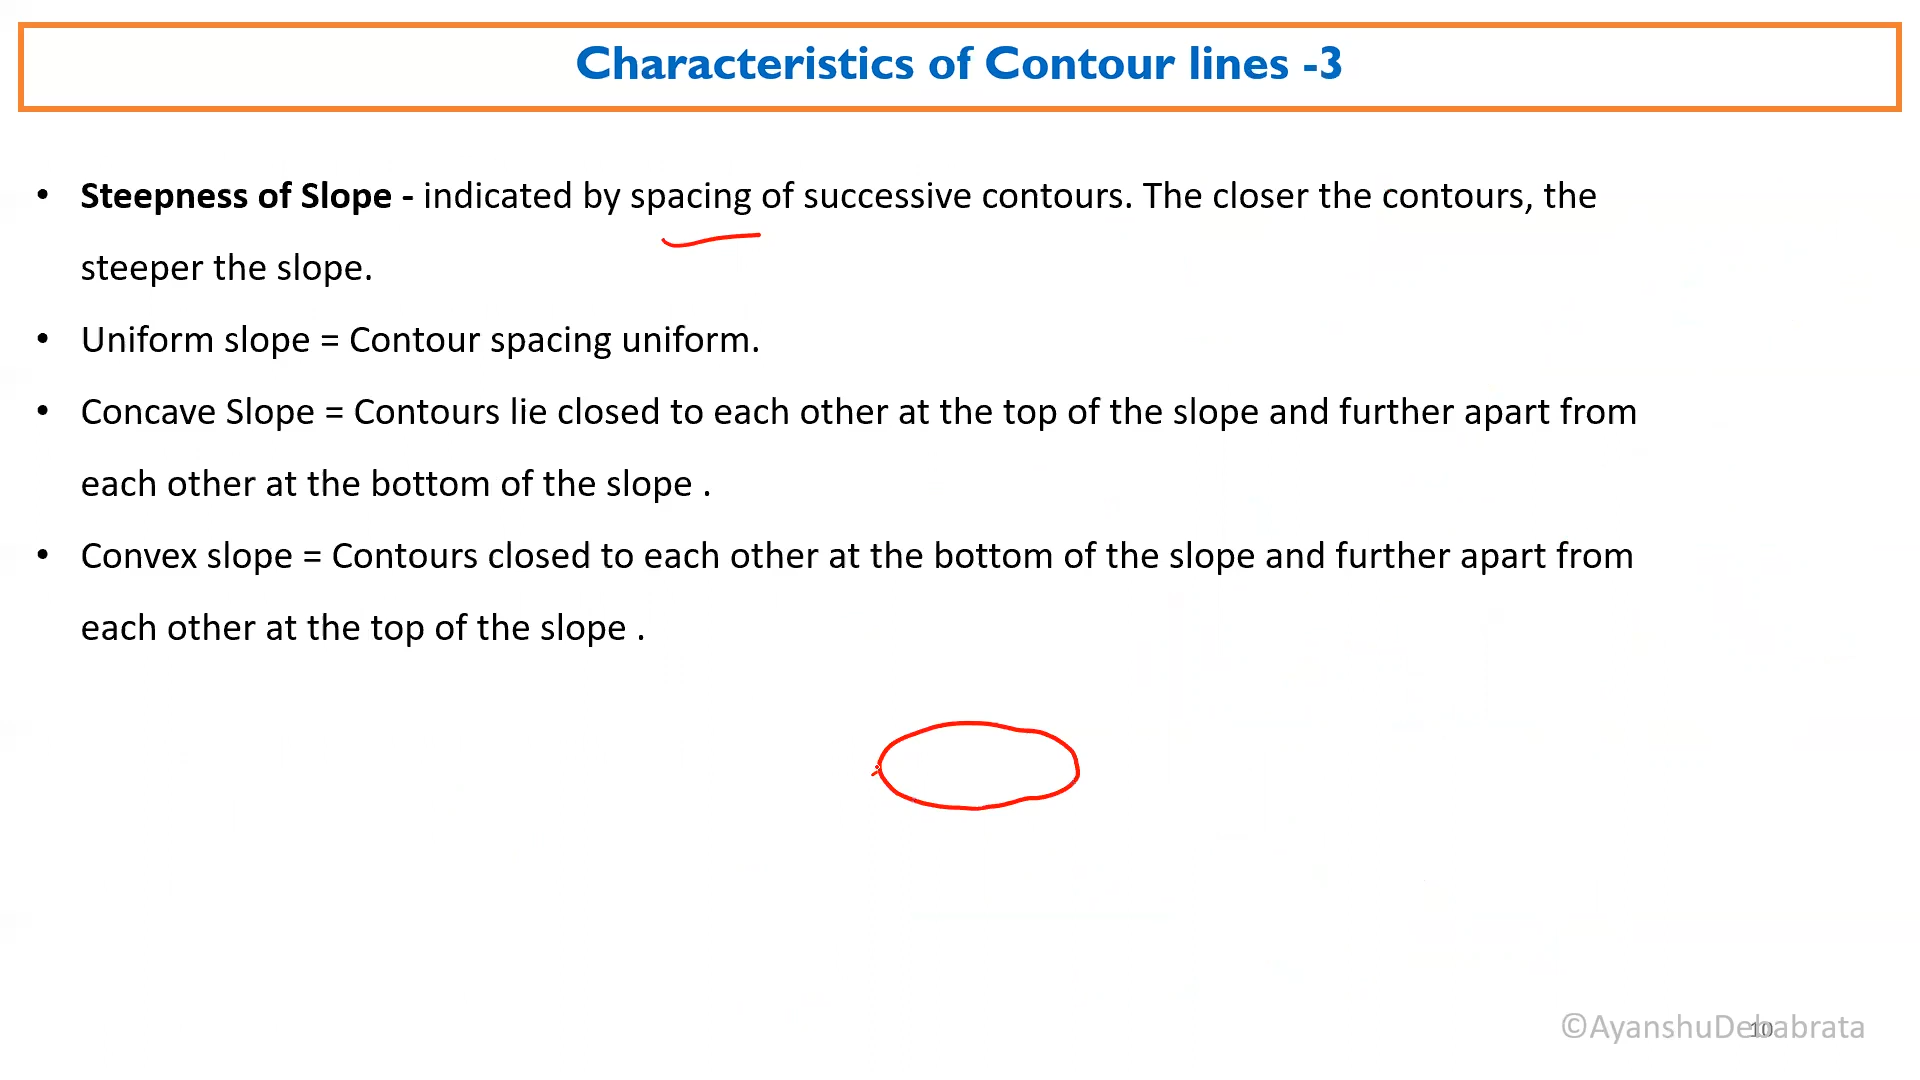 Characteristics of Contour lines -3
• Steepness of Slope - indicated by spacing of successive contours. The closer the contours, the
steeper the slope.
• Uniform slope = Contour spacing uniform.
• Concave Slope = Contours lie closed to each other at the top of the slope and further apart from
each other at the bottom of the slope .
• Convex slope = Contours closed to each other at the bottom of the slope and further apart from
each other at the top of the slope .
©AyanshuDebabrata
10